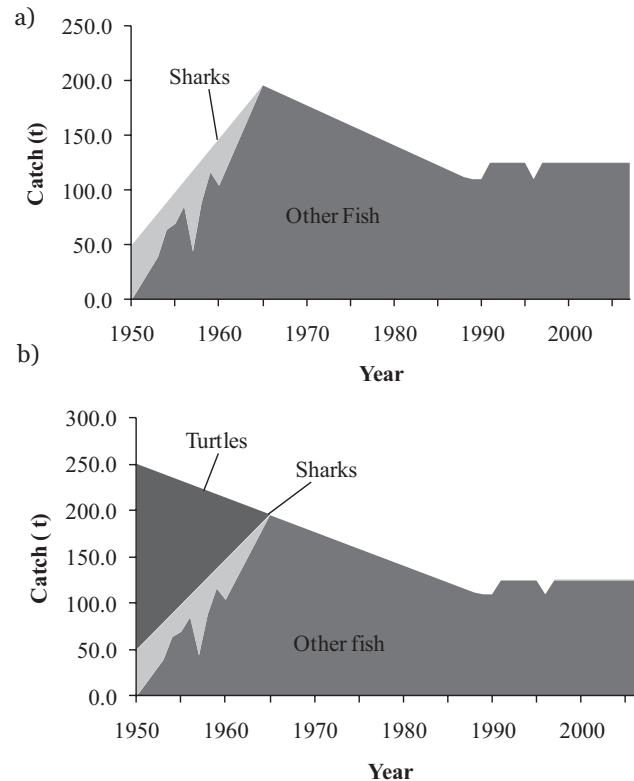 a)
250.0
200.0
150.0
100.0
50.0
0.0
Catch (t)
Sharks
Other Fish
1950 1960 1970 1980 1990 2000
Year
b)
300.0
250.0
200.0
150.0
100.0
50.0
0.0
Catch ( t)
Turtles
Sharks
Other fish
1950 1960 1970 1980 1990 2000
Year